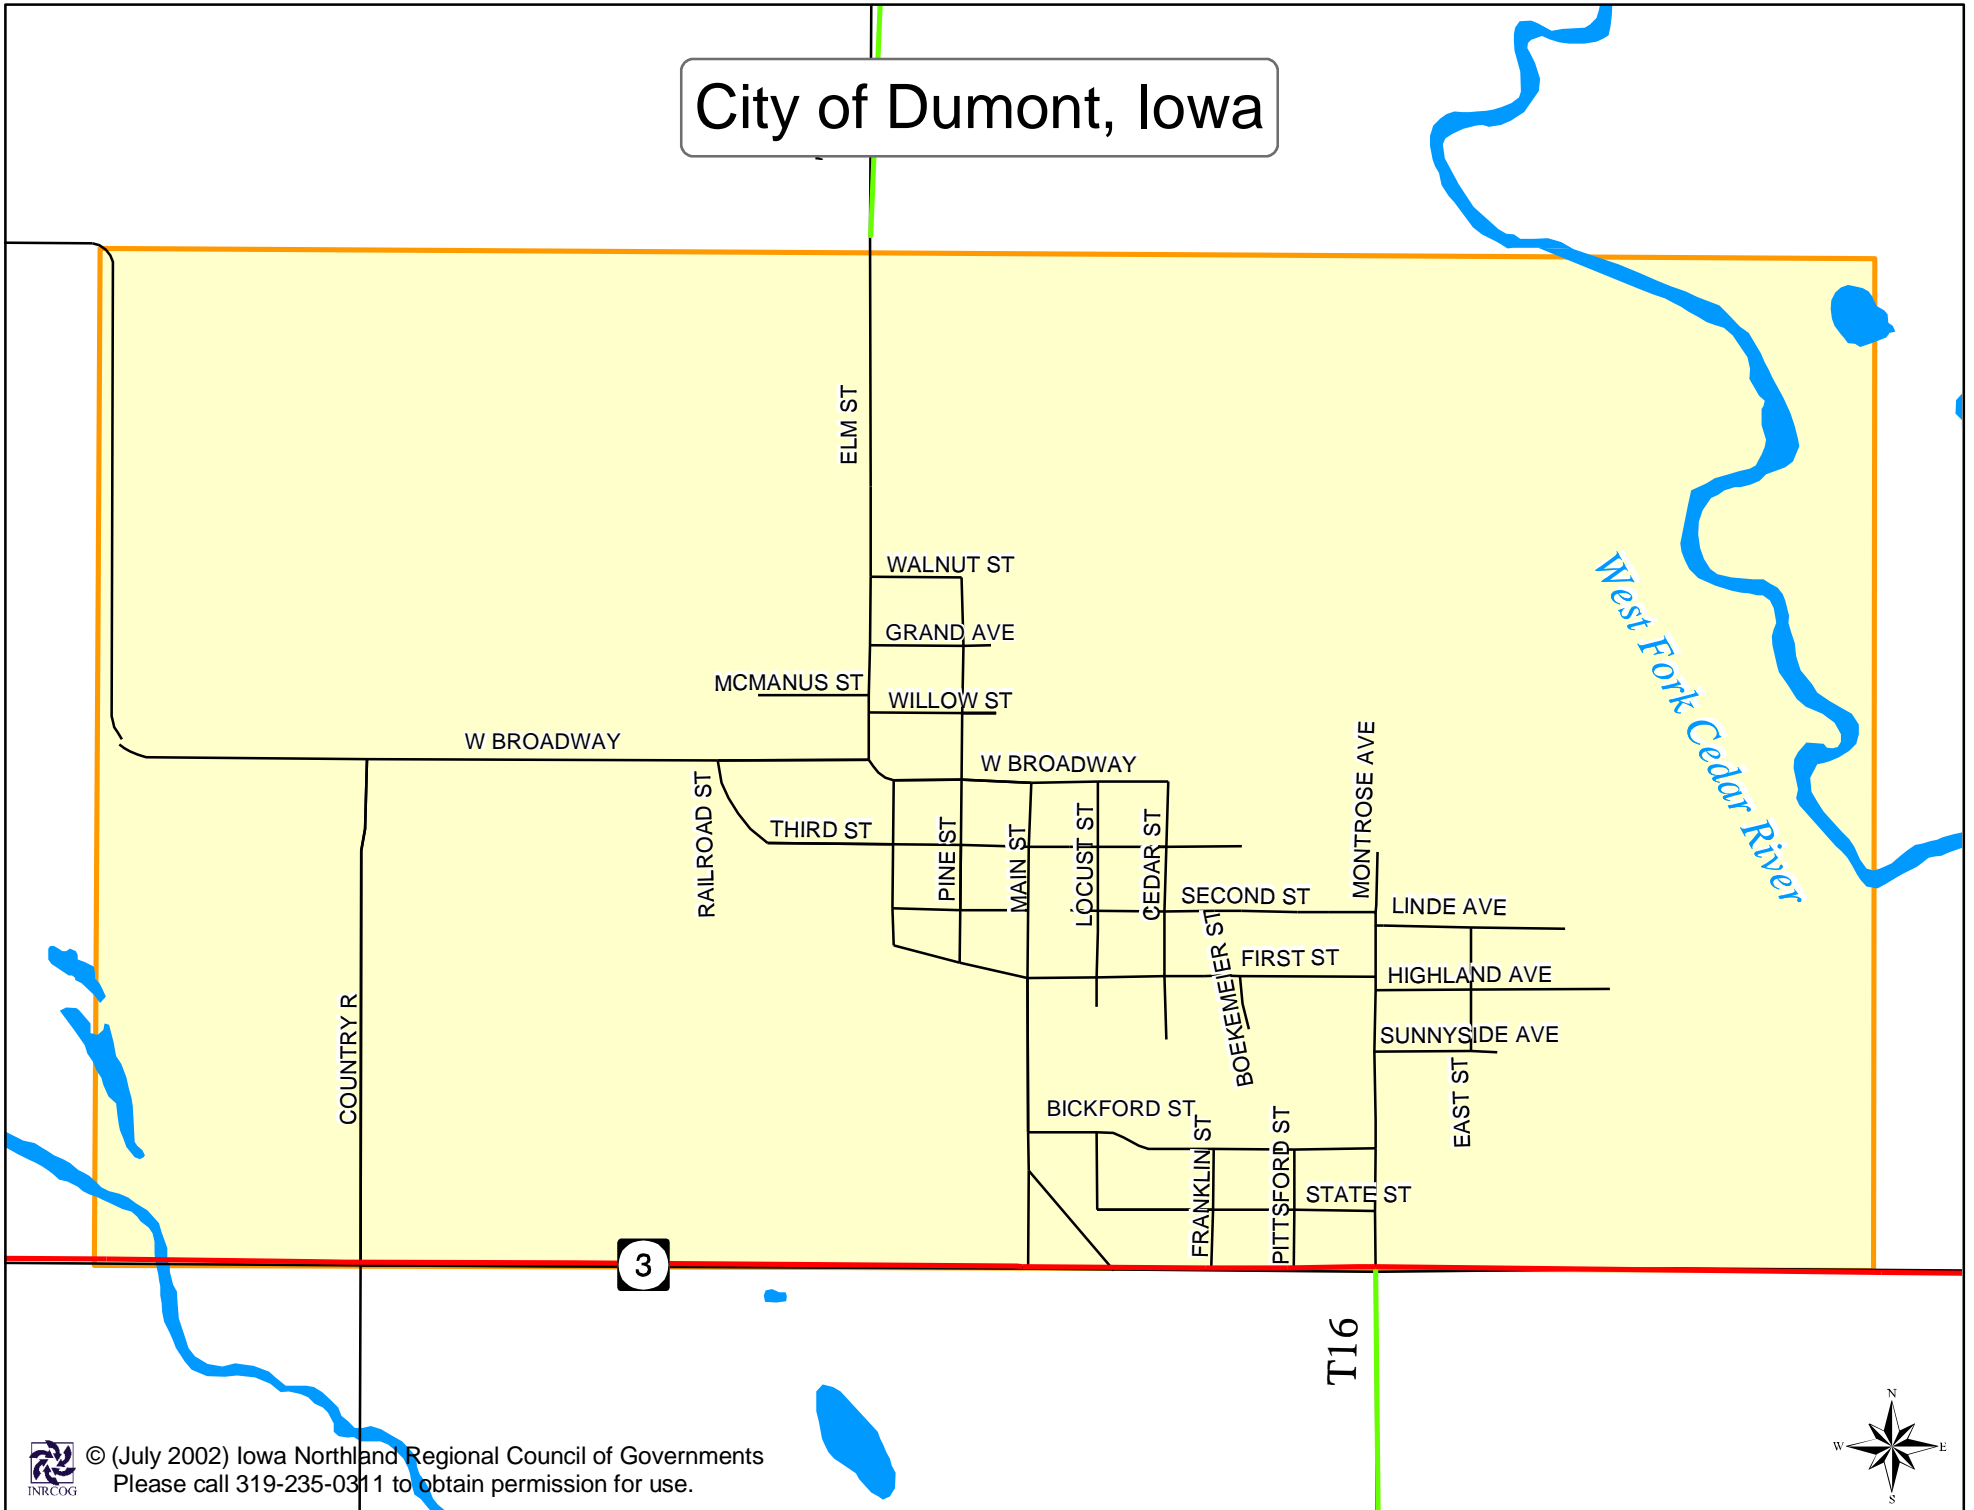 City of Dumont, Iowa
ELM ST
WALNUT ST
GRAND AVE
MCMANUS ST
WILLOW ST
W BROADWAY
W BROADWAY
MONTROSE AVE
RAILROAD ST
THIRD ST
PINE ST
MAIN ST
LOCUST ST
CEDAR ST
SECOND ST
LINDE AVE
BOEKEMEIER ST
FIRST ST
HIGHLAND AVE
COUNTRY R
SUNNYSIDE AVE
EAST ST
BICKFORD ST
FRANKLIN ST
PITTSFORD ST
STATE ST
West Fork Cedar River
3
T16
N
W
E
S
INRCOG
© (July 2002) Iowa Northland Regional Council of Governments
Please call 319-235-0311 to obtain permission for use.